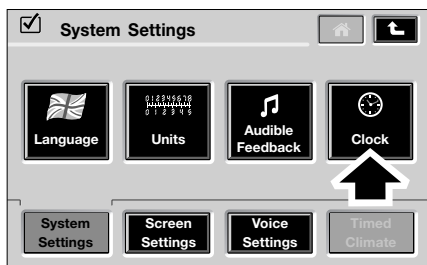 System Settings
Language
Units
Audible
Feedback
Clock
System
Settings
Screen
Settings
Voice
Settings
Timed
Climate